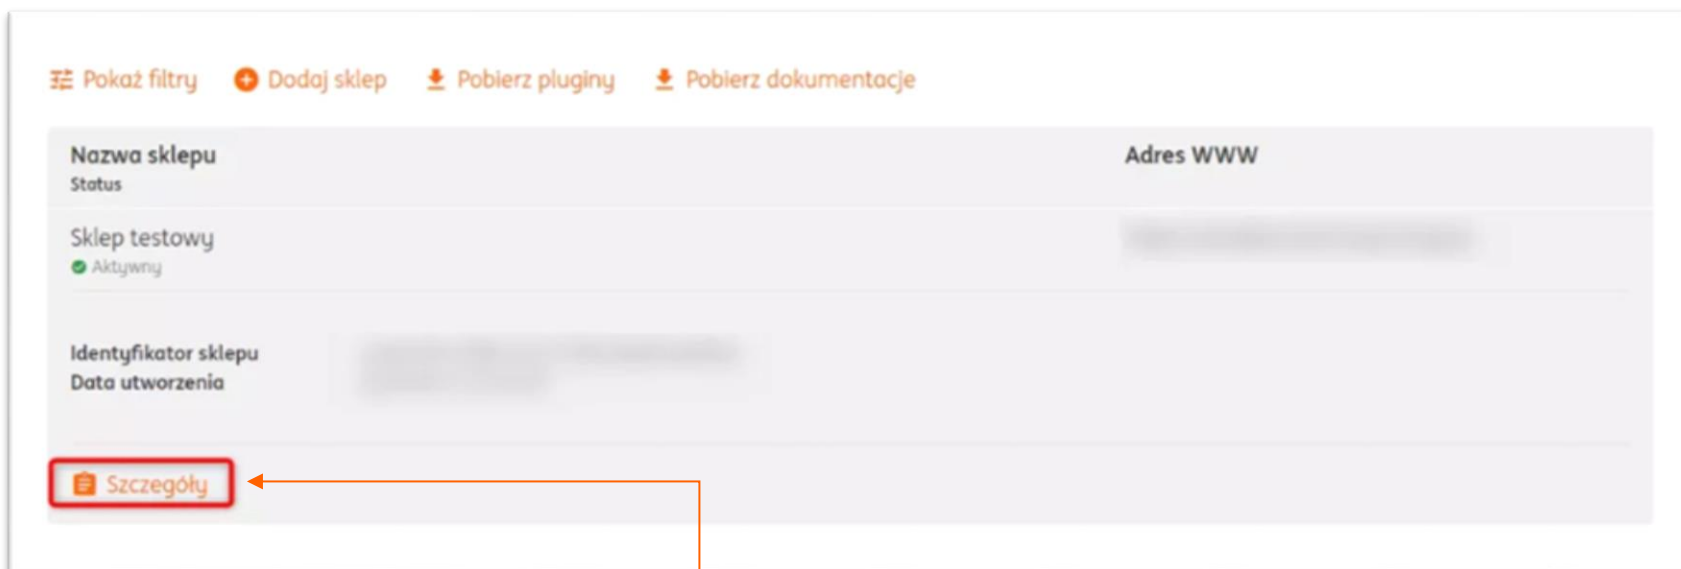 Pokaż filtry Dodaj sklep Pobierz pluginy Pobierz dokumentacje
Nazwa sklepu Adres WWW
Status
Sklep testowy
Aktywny
Identyfikator sklepu
Data utworzenia
Szczegóły